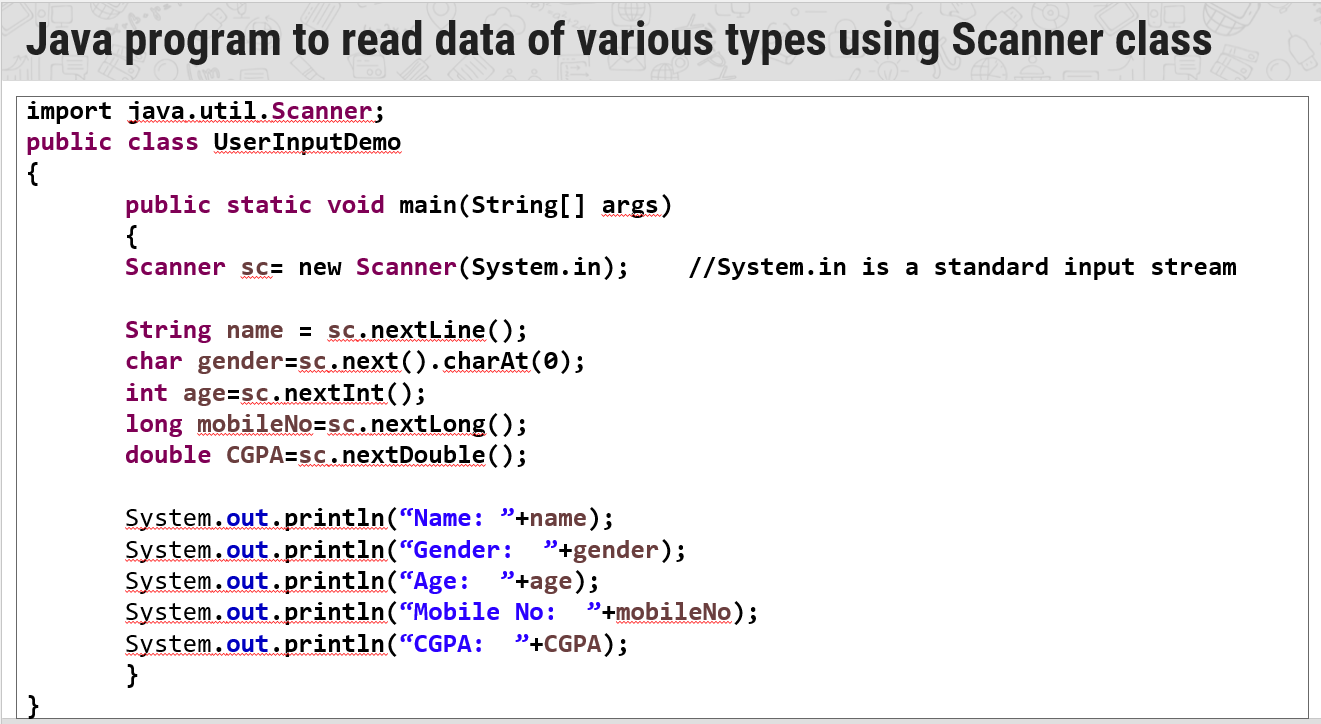 Java program to read data of various types using Scanner class
import java.util.Scanner;
public class UserInputDemo
{
public static void main(String[] args)
{
Scanner sc= new Scanner(System.in);    //System.in is a standard input stream
String name = sc.nextLine();
char gender=sc.next().charAt(0);
int age=sc.nextInt();
long mobileNo=sc.nextLong();
double CGPA=sc.nextDouble();
System.out.println(“Name: ”+name);
System.out.println(“Gender:  ”+gender);
System.out.println(“Age:  ”+age);
System.out.println(“Mobile No:  ”+mobileNo);
System.out.println(“CGPA:  ”+CGPA);
}
}